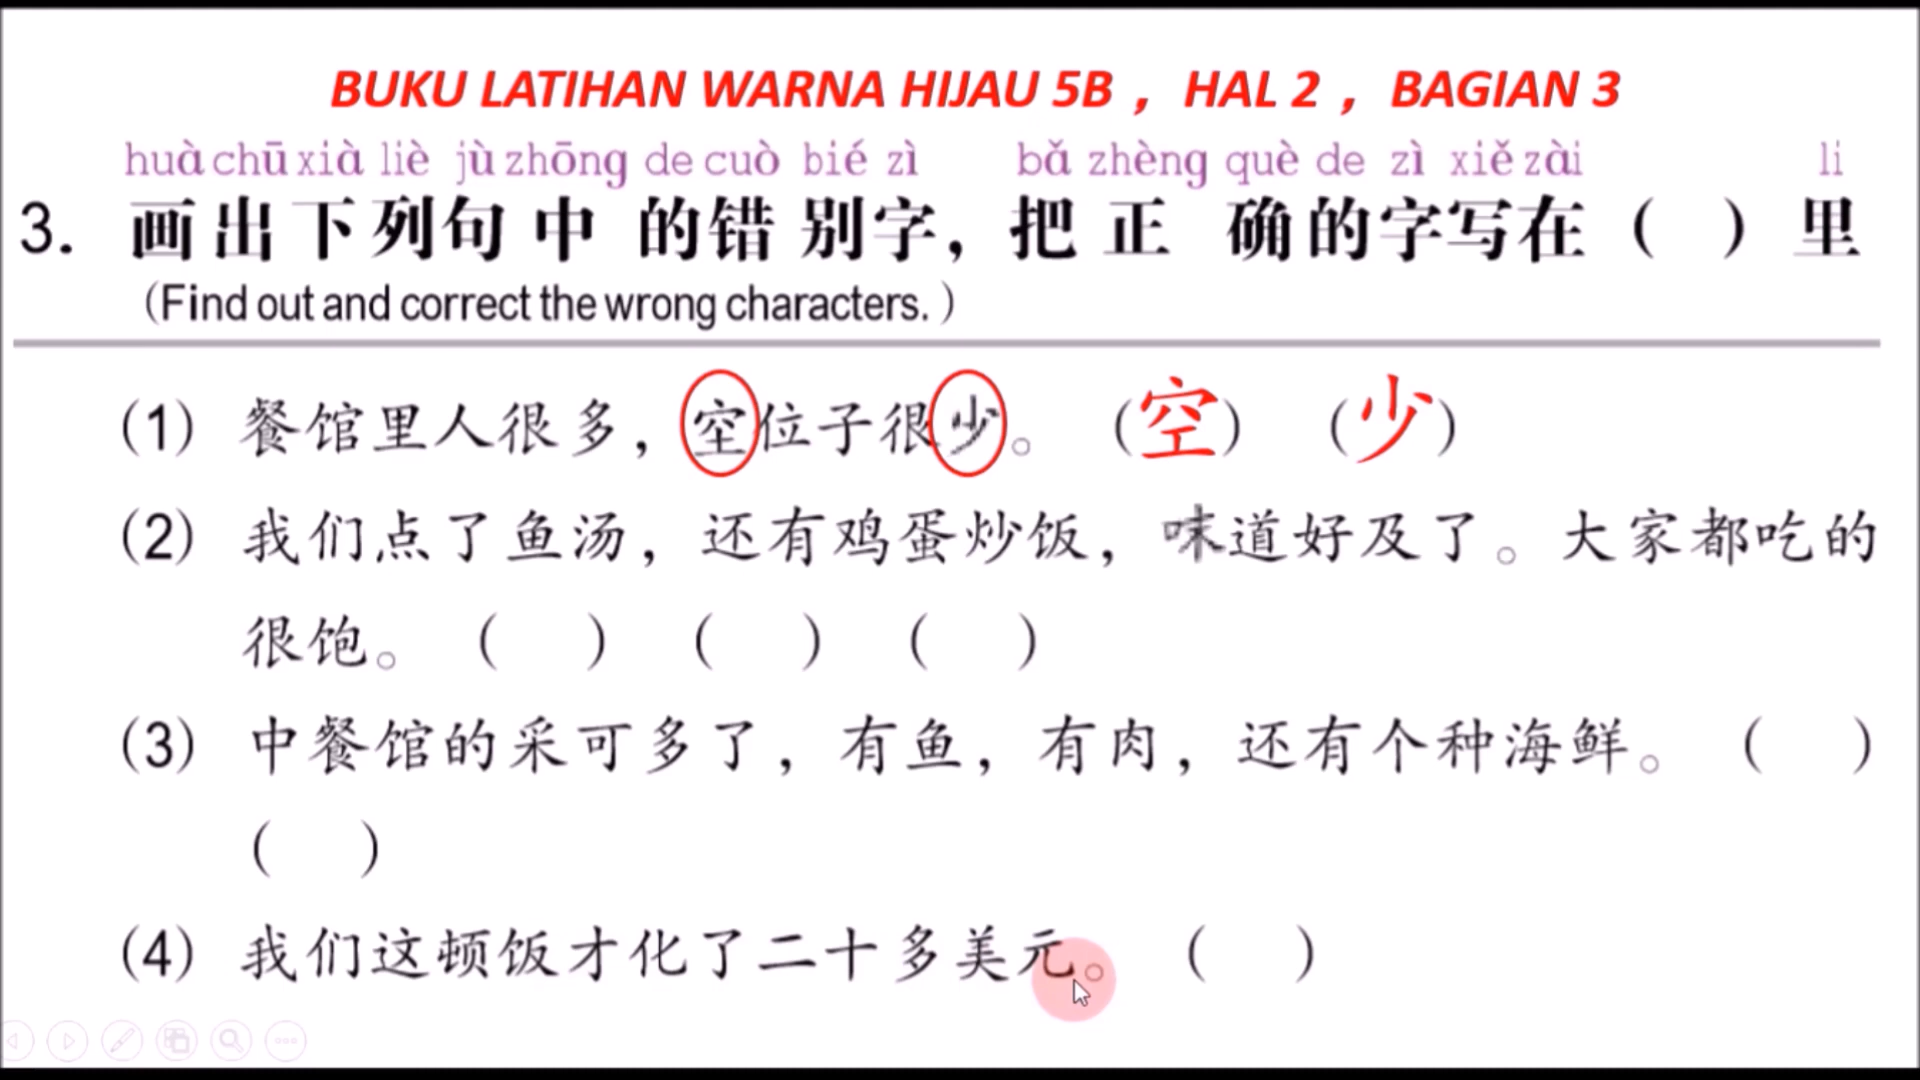 BUKU LATIHAN WARNA HIJAU 5B ， HAL 2 ， BAGIAN 3
huà chū xià liè jù zhōng de cuò bié zì bǎ zhèng què de zì xiě zài li
3. 画出下列句中的错别字，把正确的字写在（ ）里
（Find out and correct the wrong characters.）
(1) 餐馆里人很多，位子很。（空）（少）
(2) 我们点了鱼汤，还有鸡蛋炒饭，道好及了。大家都吃的
很饱。（ ）（ ）（ ）
(3) 中餐馆的采可多了，有鱼，有肉，还有个种海鲜。（ ）
（ ）
(4) 我们这顿饭才化了二十多美元。（ ）